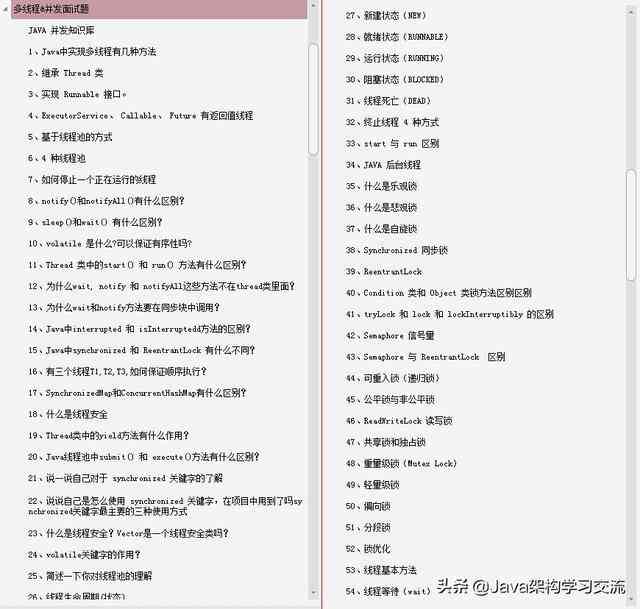 多线程&并发面试题
JAVA 并发知识库
1、Java中实现多线程有几种方法
2、继承 Thread 类
3、实现 Runnable 接口。
4、ExecutorService、 Callable、 Future 有返回值线程
5、基于线程池的方式
6、4 种线程池
7、如何停止一个正在运行的线程
8、notify()和notifyAll()有什么区别?
9、sleep()和wait() 有什么区别?
10、volatile 是什么?可以保证有序性吗?
11、Thread 类中的start() 和 run() 方法有什么区别?
12、为什么wait, notify 和 notifyAll这些方法不在thread类里面?
13、为什么wait和notify方法要在同步块中调用?
14、Java中interrupted 和 isInterruptedd方法的区别?
15、Java中synchronized 和 ReentrantLock 有什么不同?
16、有三个线程T1,T2,T3,如何保证顺序执行?
17、SynchronizedMap和ConcurrentHashMap有什么区别?
18、什么是线程安全
19、Thread类中的yield方法有什么作用?
20、Java线程池中submit() 和 execute()方法有什么区别?
21、说一说自己对于 synchronized 关键字的了解
22、说说自己是怎么使用 synchronized 关键字，在项目中用到了吗sy
nchronized关键字最主要的三种使用方式
23、什么是线程安全? Vector是一个线程安全类吗?
24、volatile关键字的作用?
25、简述一下你对线程池的理解
26、线程生命周期(状态)
27、新建状态（NEW）
28、就绪状态（RUNNABLE）
29、运行状态（RUNNING）
30、阻塞状态（BLOCKED）
31、线程死亡（DEAD）
32、终止线程 4 种方式
33、start 与 run 区别
34、JAVA 后台线程
35、什么是乐观锁
36、什么是悲观锁
37、什么是自旋锁
38、Synchronized 同步锁
39、ReentrantLock
40、Condition 类和 Object 类锁方法区别区别
41、tryLock 和 lock 和 lockInterruptibly 的区别
42、Semaphore 信号量
43、Semaphore 与 ReentrantLock 区别
44、可重入锁（递归锁）
45、公平锁与非公平锁
46、ReadWriteLock 读写锁
47、共享锁和独占锁
48、重量级锁（Mutex Lock）
49、轻量级锁
50、偏向锁
51、分段锁
52、锁优化
53、线程基本方法
54、线程等待（wait）
头条 @Java架构学习交流